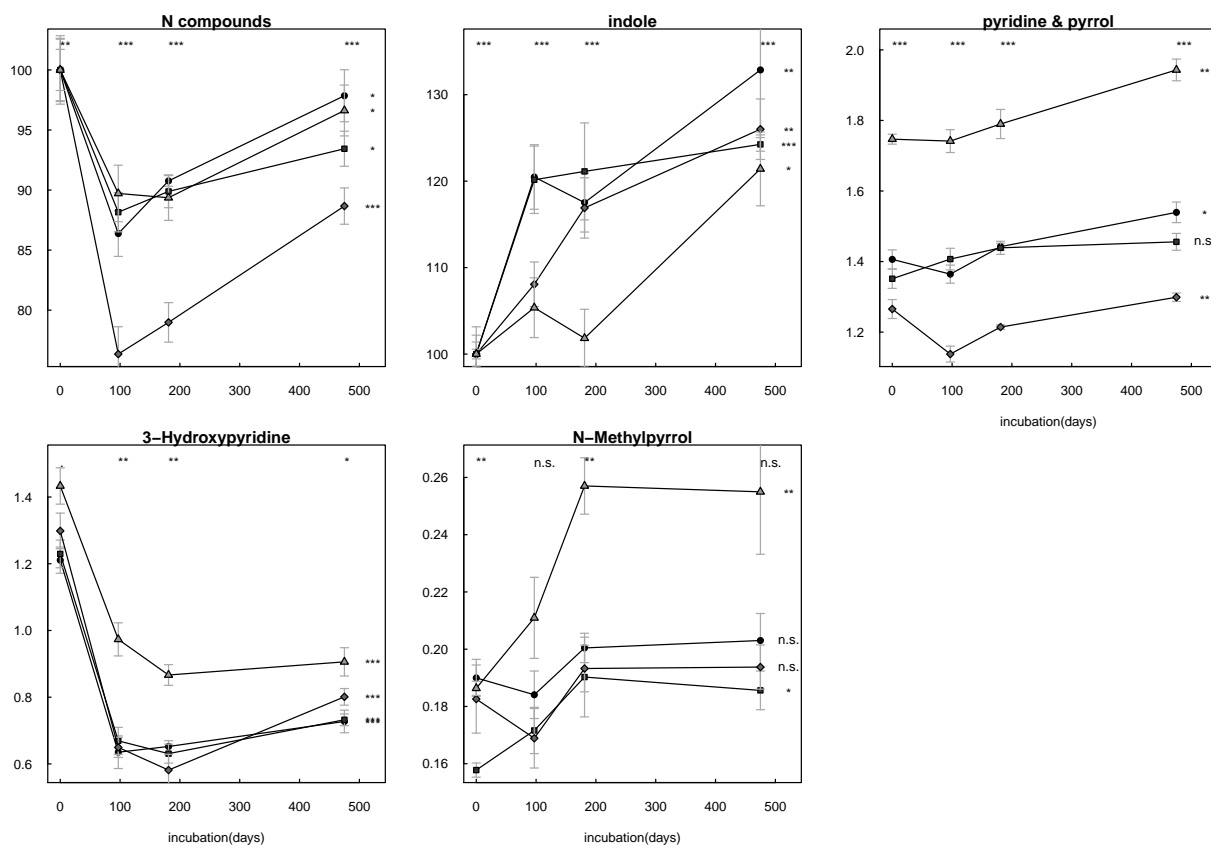 N compounds
** *** *** ***
100
95
90
85
80
*
*
*
***
0 100 200 300 400 500
indole
*** *** *** ***
130
120
110
100
**
**
***
*
0 100 200 300 400 500
pyridine & pyrrol
*** *** *** ***
2.0
1.8
1.6
1.4
1.2
**
*
n.s
**
0 100 200 300 400 500
incubation(days)
3−Hydroxypyridine
. ** ** *
1.4
1.2
1.0
0.8
0.6
***
***
***
0 100 200 300 400 500
incubation(days)
N−Methylpyrrol
** n.s. ** n.s.
0.26
0.24
0.22
0.20
0.18
0.16
**
n.s.
n.s.
*
0 100 200 300 400 500
incubation(days)